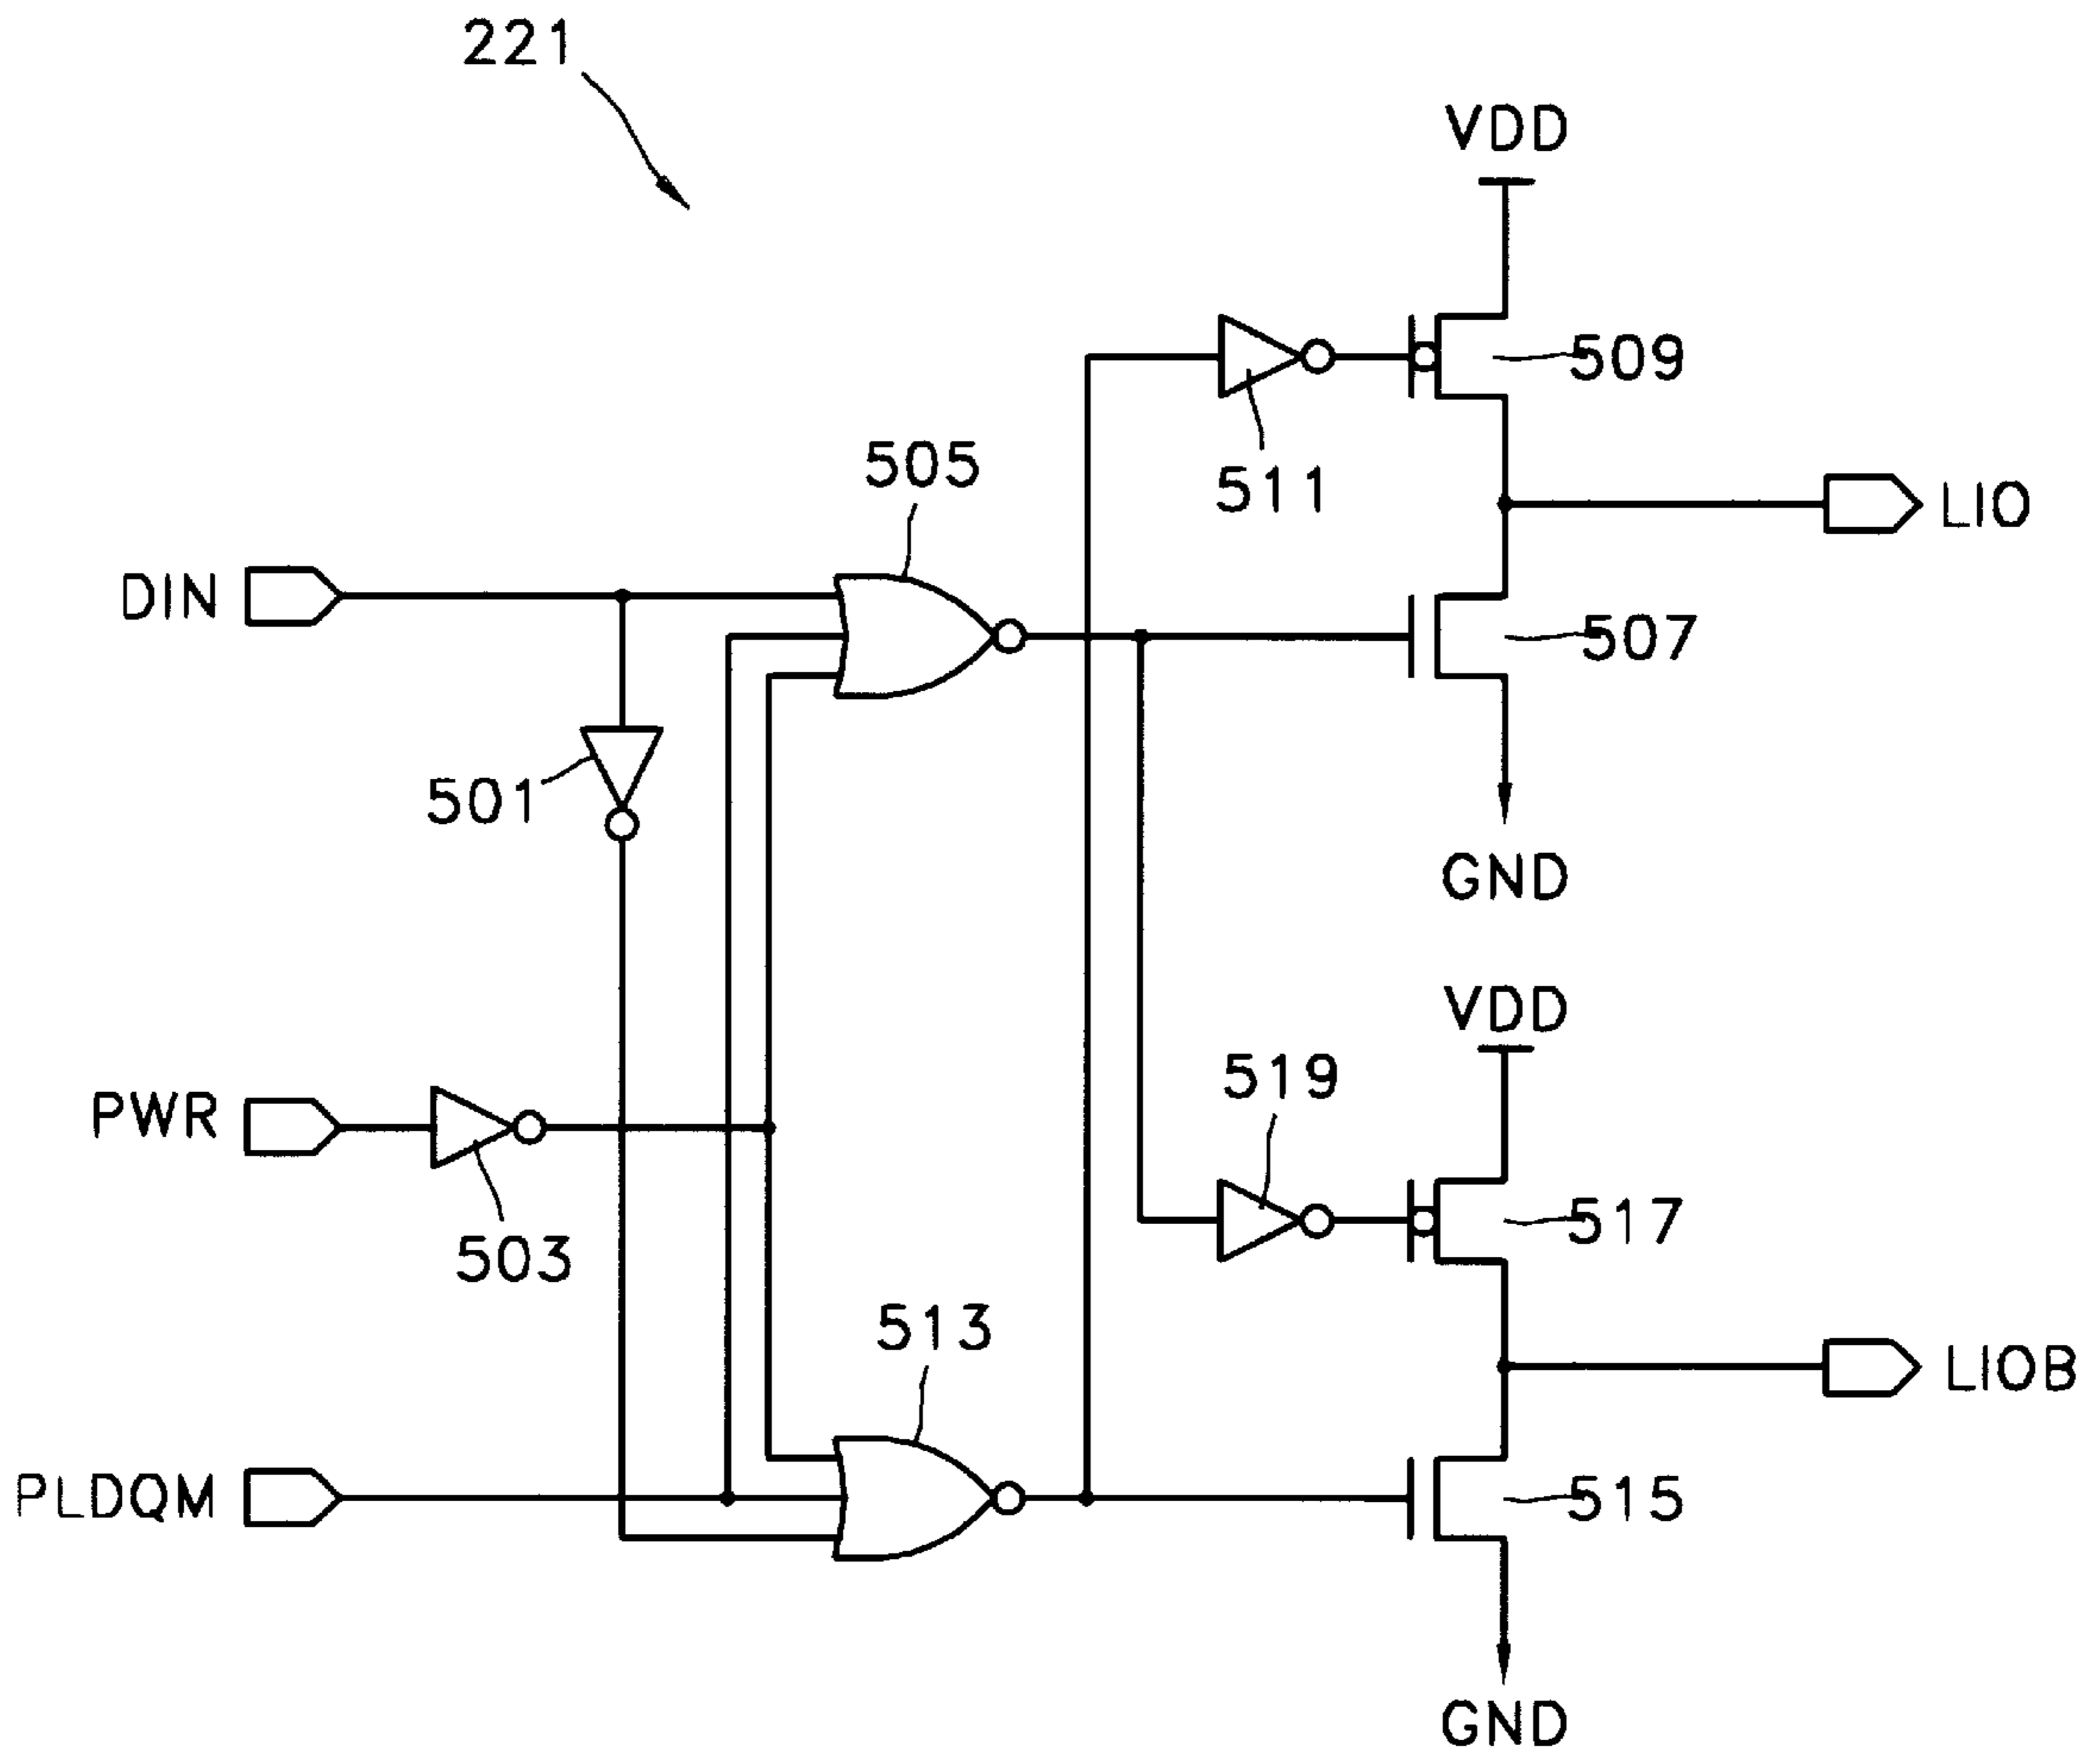 221
VDD
509
511
505
LIO
DIN
507
501
GND
VDD
519
PWR
517
503
513
LIOB
PLDQM
515
GND